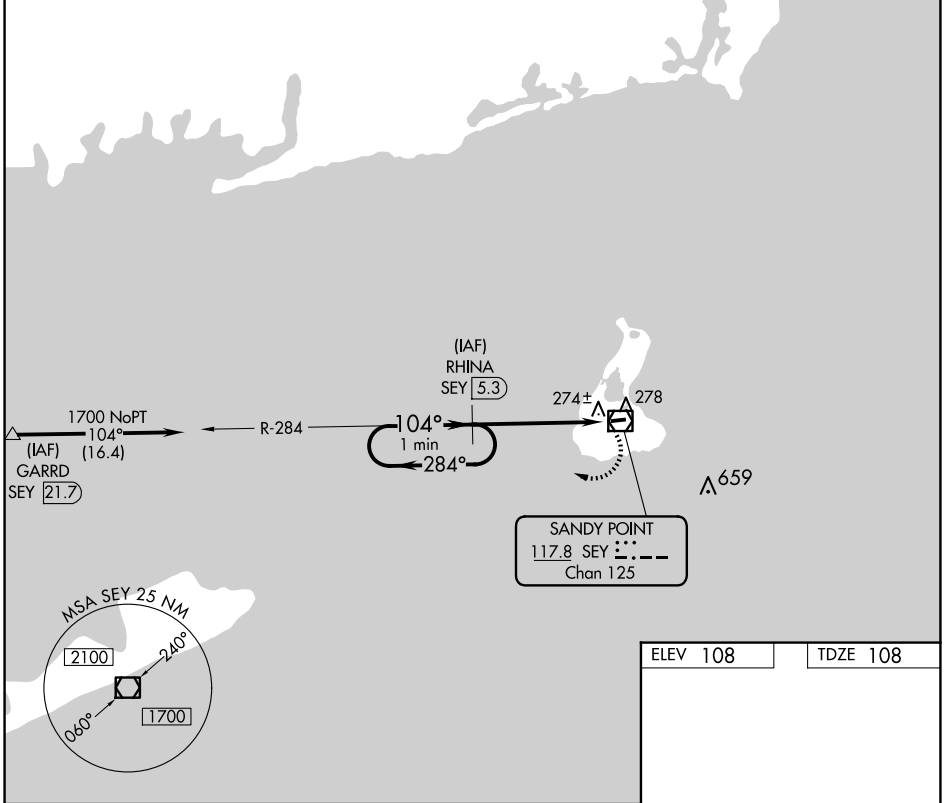 (IAF)
RHINA
SEY 5.3
274±
278
1700 NoPT
104°
(16.4)
R-284
104°
1 min
284°
(IAF)
GARRD
SEY 21.7
659
SANDY POINT
117.8 SEY
Chan 125
MSA SEY 25 NM
2100
240°
060°
1700
ELEV 108
TDZE 108